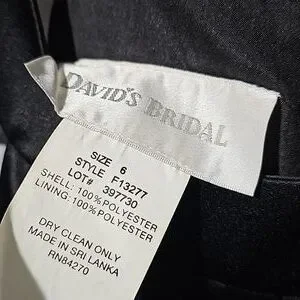 DAVID'S BRIDAL
SIZE 6
STYLE F13277
LOT# 397730
SHELL: 100%POLYESTER
LINING: 100%POLYESTER
DRY CLEAN ONLY
MADE IN SRI LANKA
RN84270